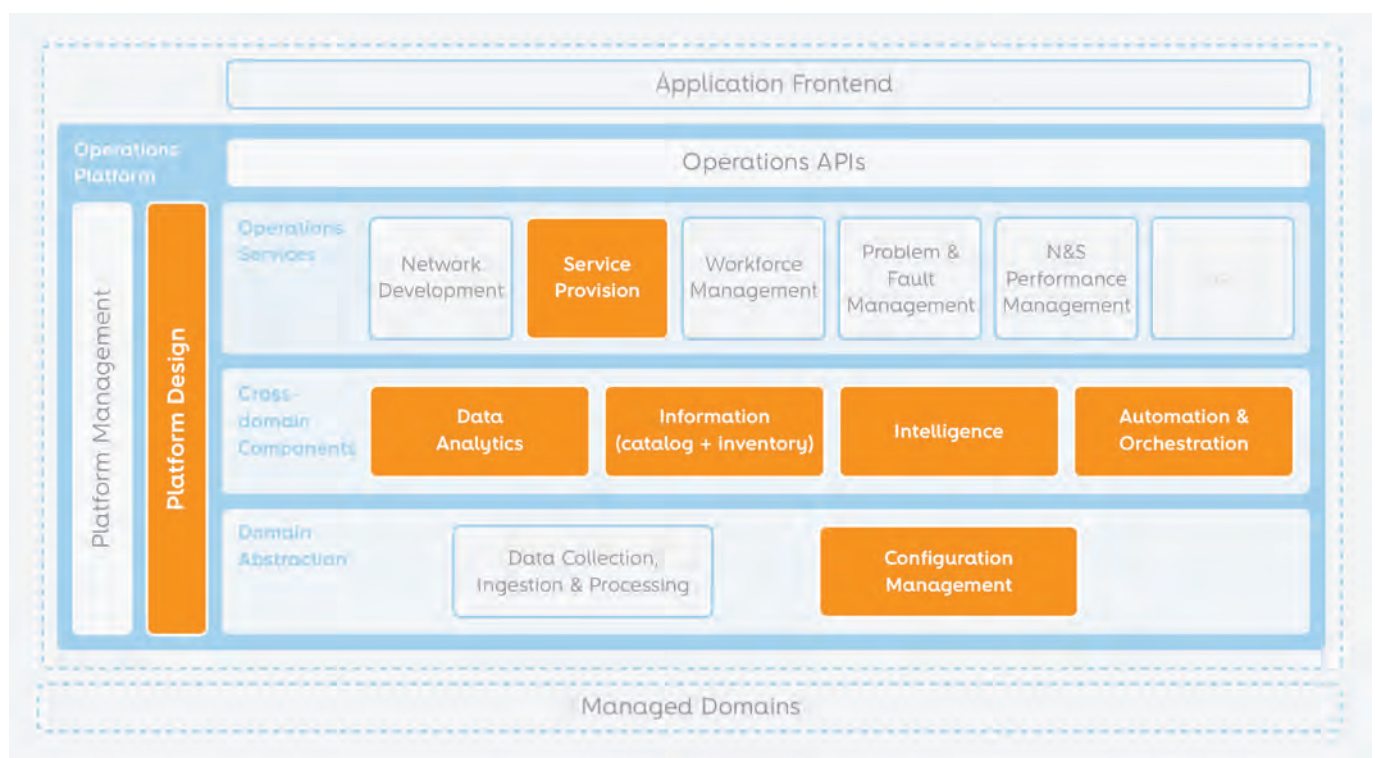 Application Frontend
Operations
Platform
Operations APIs
Platform Management
Platform Design
Operations
Services
Network
Development
Service
Provision
Workforce
Management
Problem &
Fault
Management
N&S
Performance
Management
...
Cross-
domain
Components
Data
Analytics
Information
(catalog + inventory)
Intelligence
Automation &
Orchestration
Domain
Abstraction
Data Collection,
Ingestion & Processing
Configuration
Management
Managed Domains